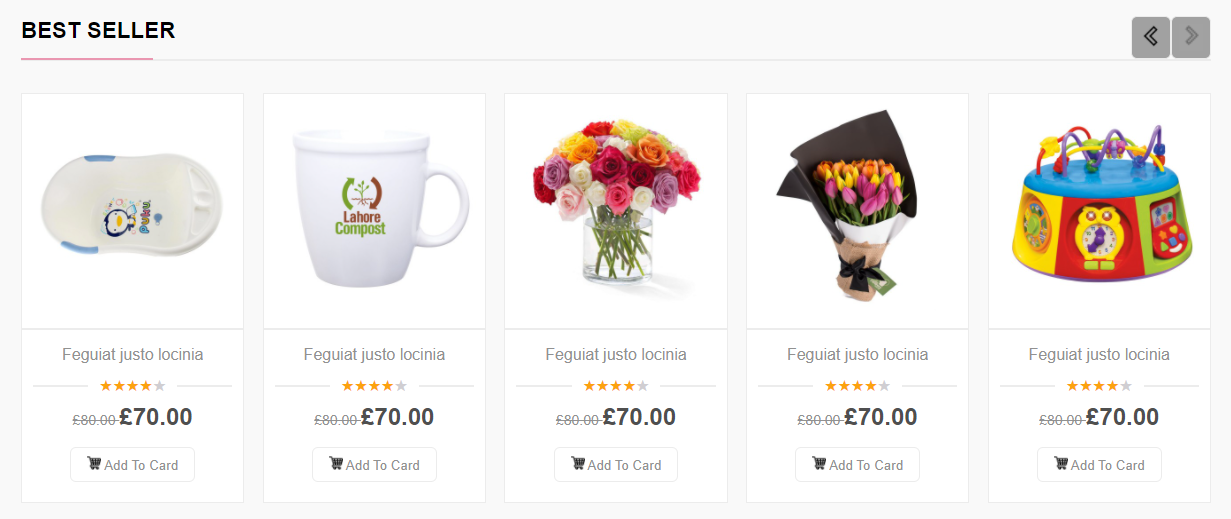 BEST SELLER
puku
Lahore
Compost
Feguiat justo locinia
Feguiat justo locinia
Feguiat justo locinia
Feguiat justo locinia
Feguiat justo locinia
£80.00 £70.00
£80.00 £70.00
£80.00 £70.00
£80.00 £70.00
£80.00 £70.00
Add To Card
Add To Card
Add To Card
Add To Card
Add To Card